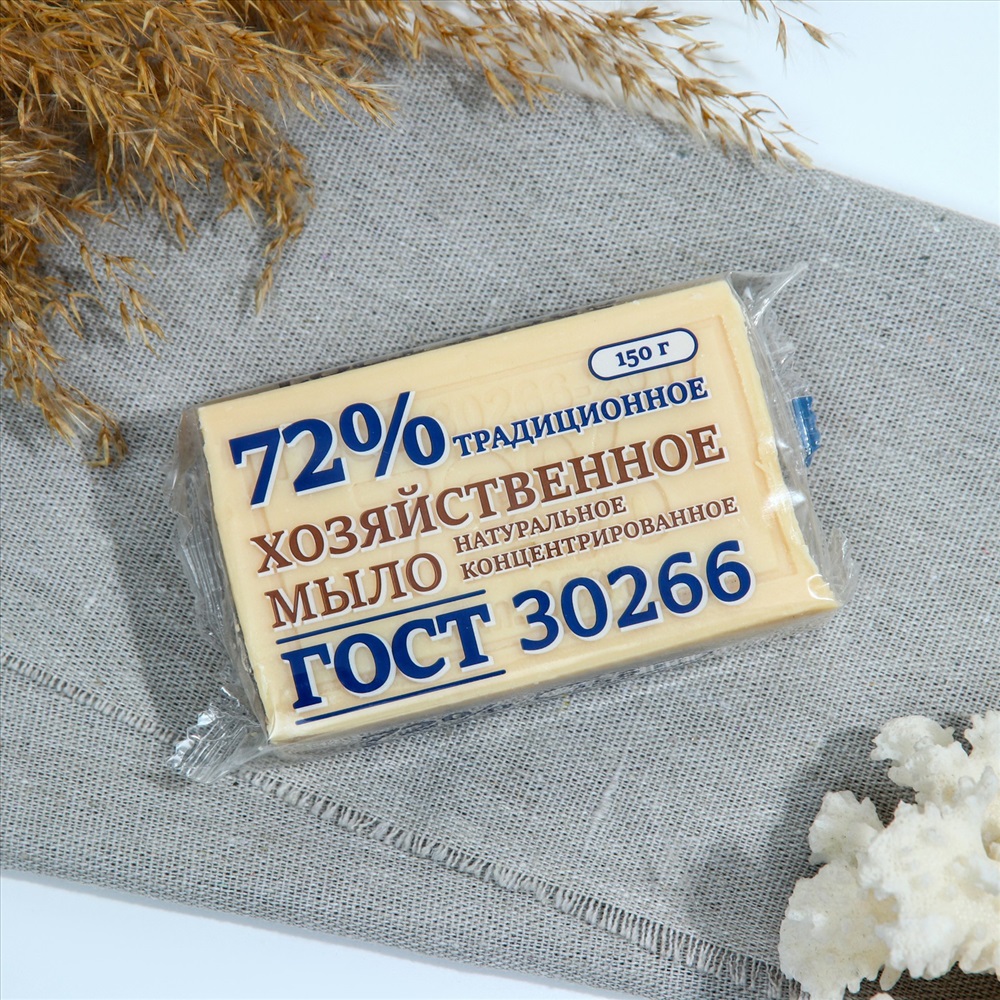 150 г
72% ТРАДИЦИОННОЕ
ХОЗЯЙСТВЕННОЕ
МЫЛО НАТУРАЛЬНОЕ
КОНЦЕНТРИРОВАННОЕ
ГОСТ 30266